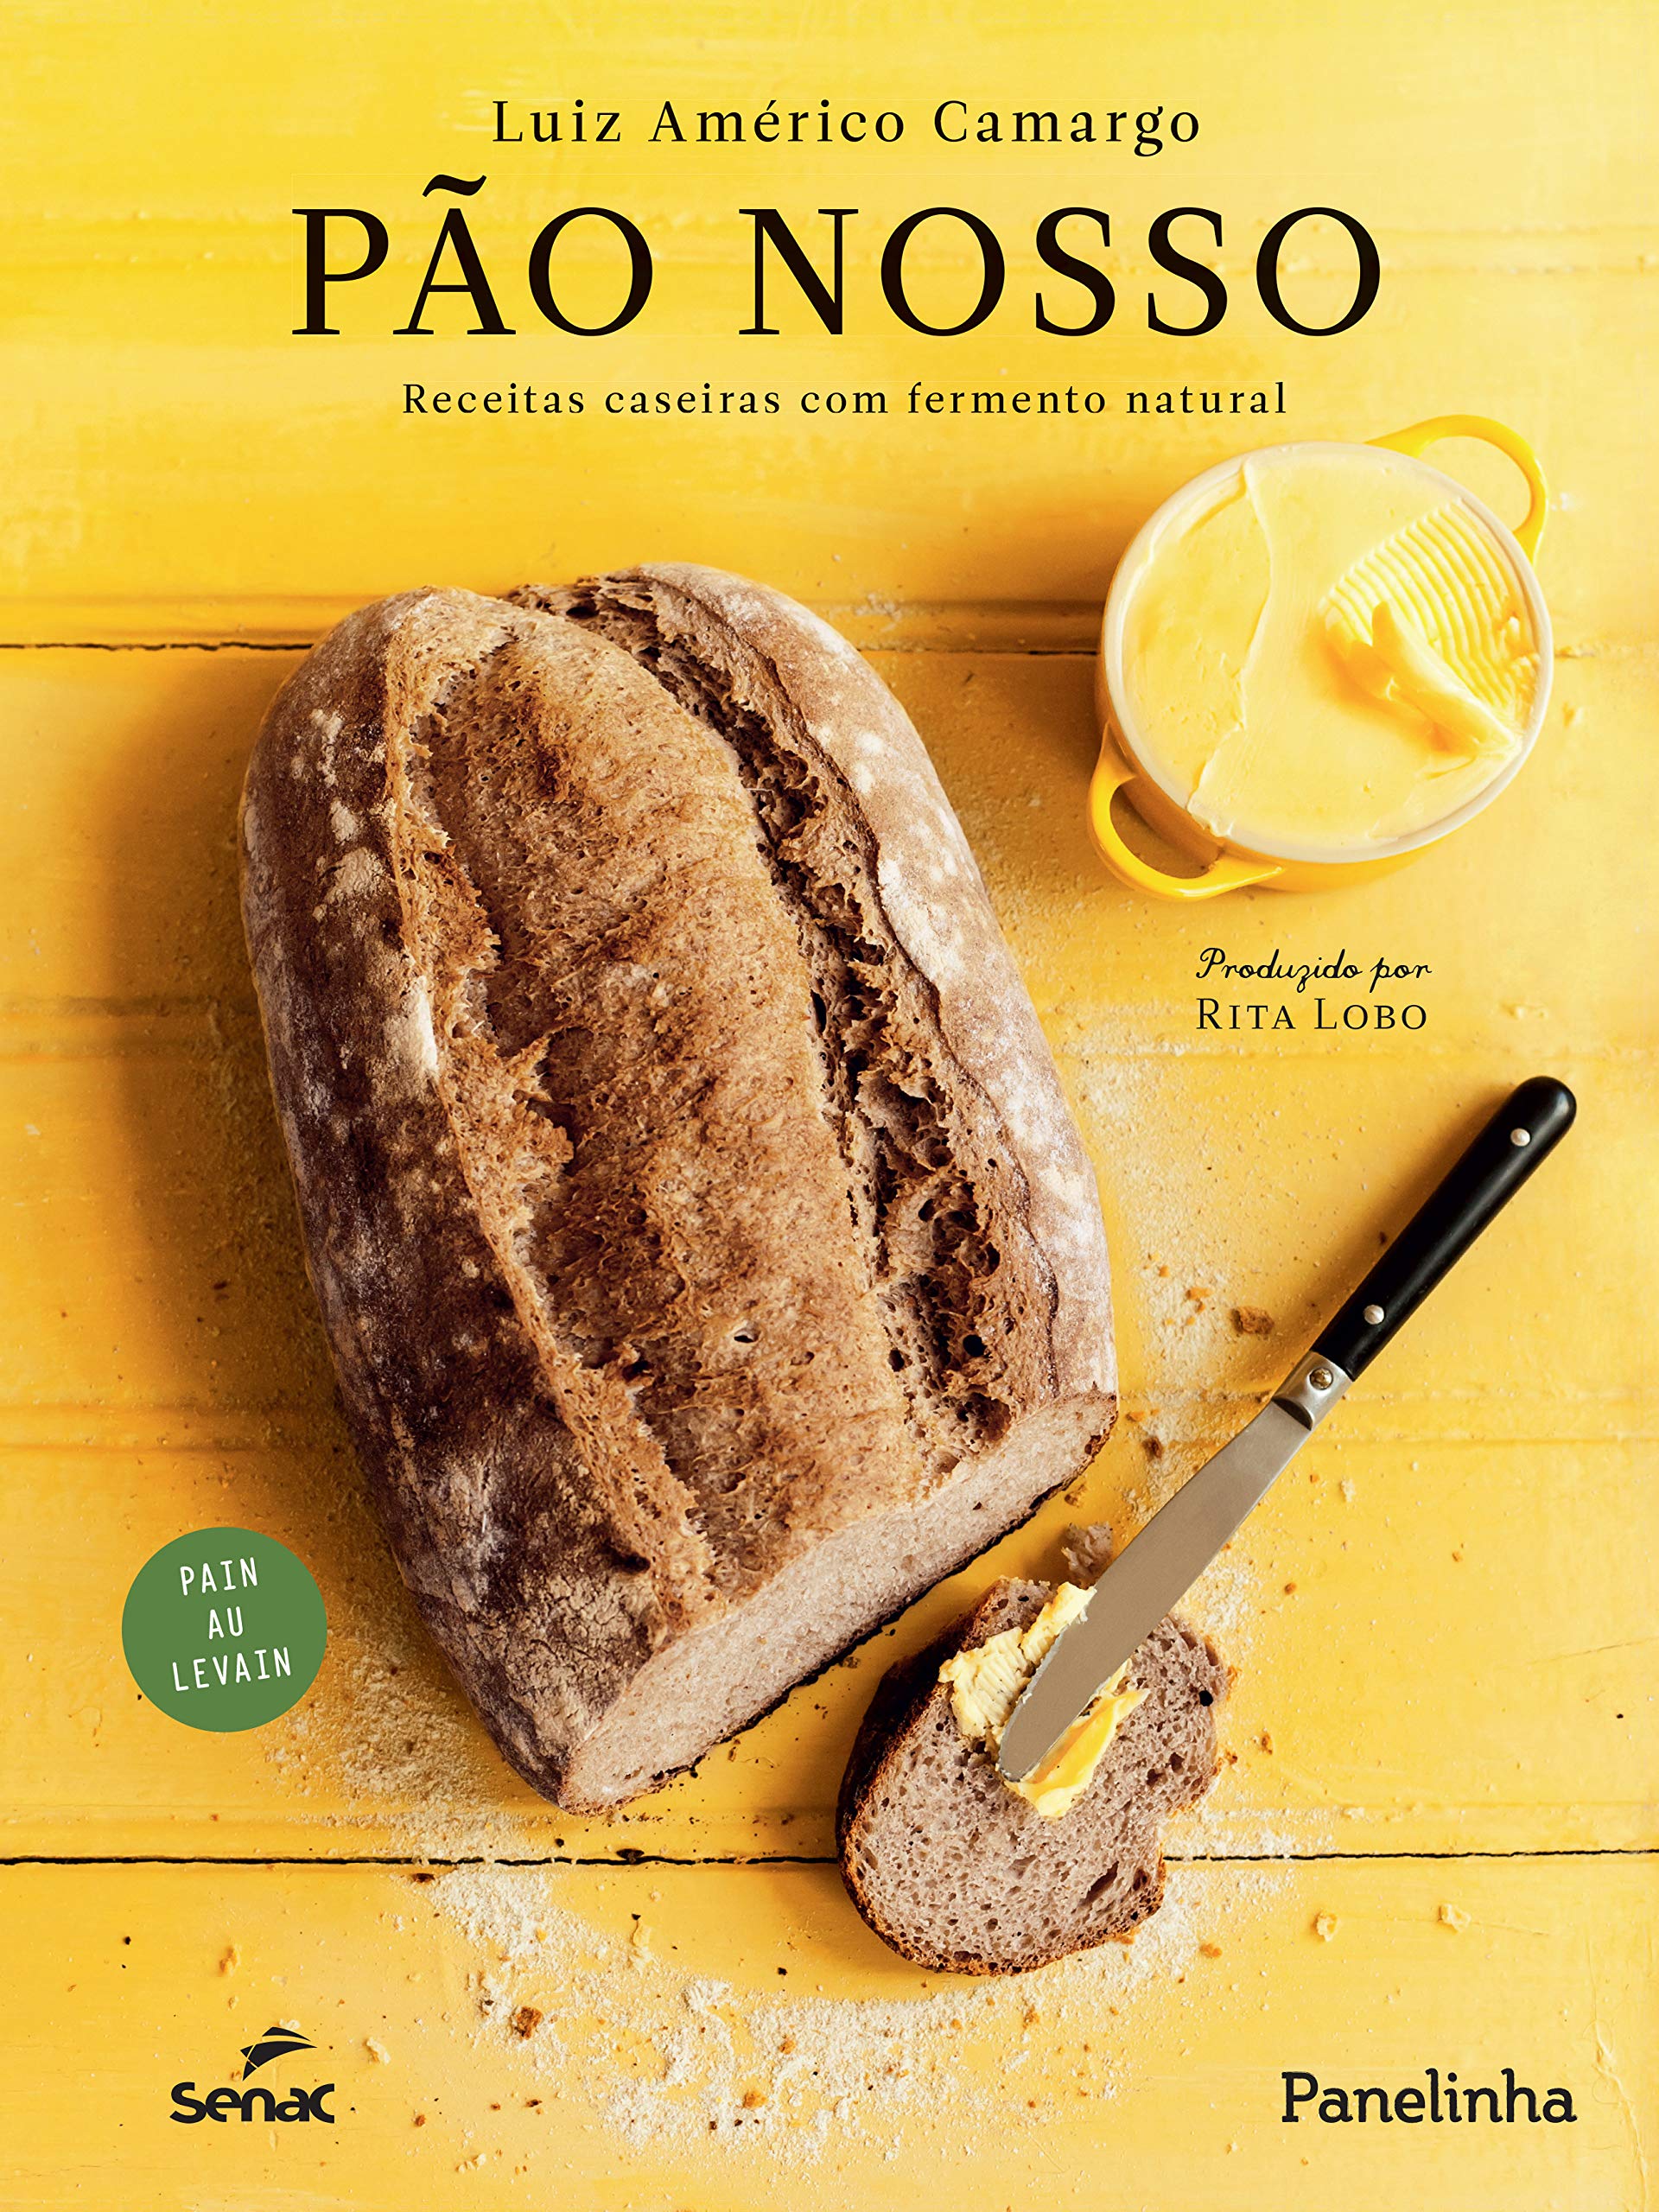 Luiz Américo Camargo
PÃO NOSSO
Receitas caseiras com fermento natural
Produzido por
RITA LOBO
PAIN
AU
LEVAIN
Senac
Panelinha